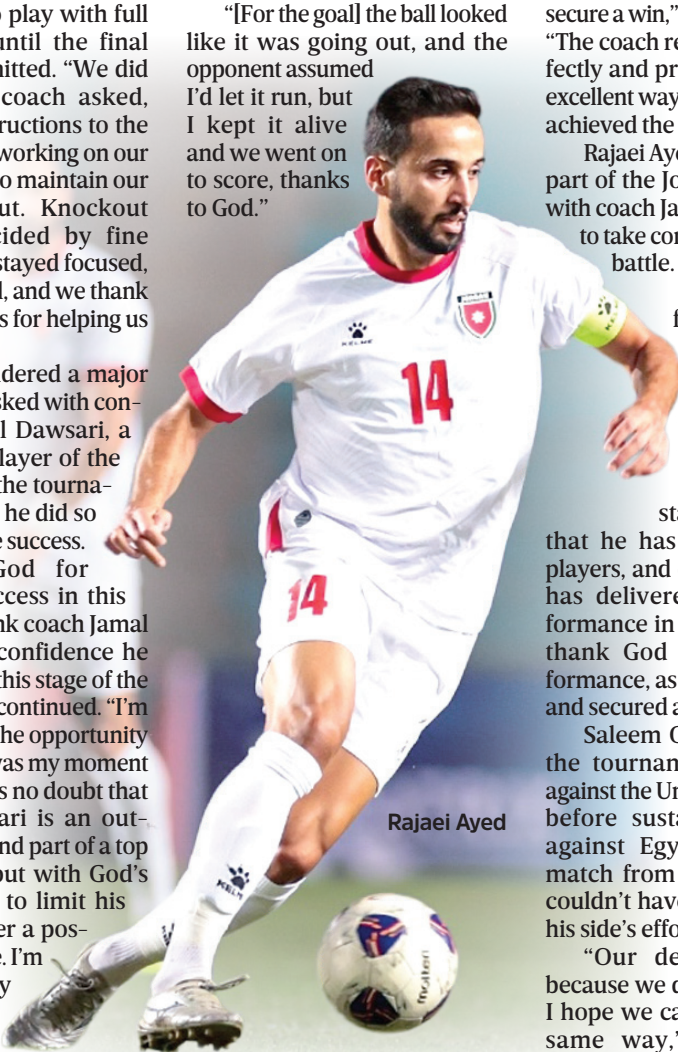 play with full
until the final
mitted. “We did
coach asked,
ructions to the
working on our
o maintain our
ut. Knockout
cided by fine
stayed focused,
l, and we thank
s for helping us
dered a major
sked with con-
l Dawsari, a
layer of the
the tourna-
he did so
e success.
God for
ccess in this
nk coach Jamal
confidence he
this stage of the
continued. “I’m
he opportunity
was my moment
s no doubt that
ari is an out-
nd part of a top
out with God’s
to limit his
er a pos-
e. I’m
y
“[For the goal] the ball looked
like it was going out, and the
opponent assumed
I’d let it run, but
I kept it alive
and we went on
to score, thanks
to God.”
KELME
14
14
KELME
molten
Rajaei Ayed
secure a win,”
“The coach re
fectly and pr
excellent way
achieved the
Rajaei Aye
part of the Jo
with coach Ja
to take con
battle.
f
sta
that he has
players, and
has delivere
formance in
thank God
formance, as
and secured a
Saleem O
the tournam
against the Un
before susta
against Egy
match from
couldn’t have
his side’s effo
“Our de
because we d
I hope we ca
same way,”